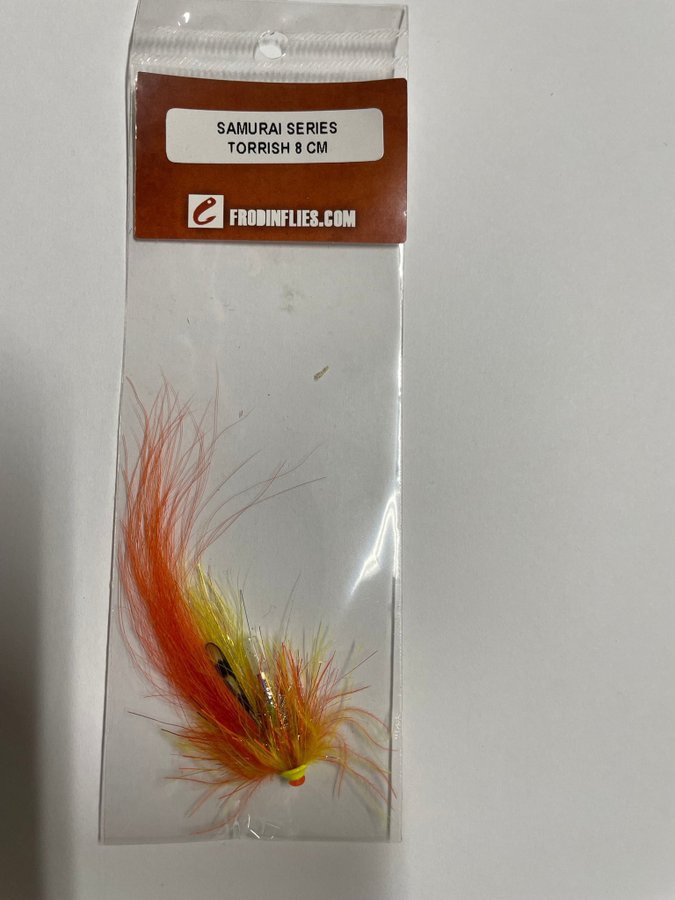 SAMURAI SERIES
TORRISH 8 CM
FRODINFLIES.COM